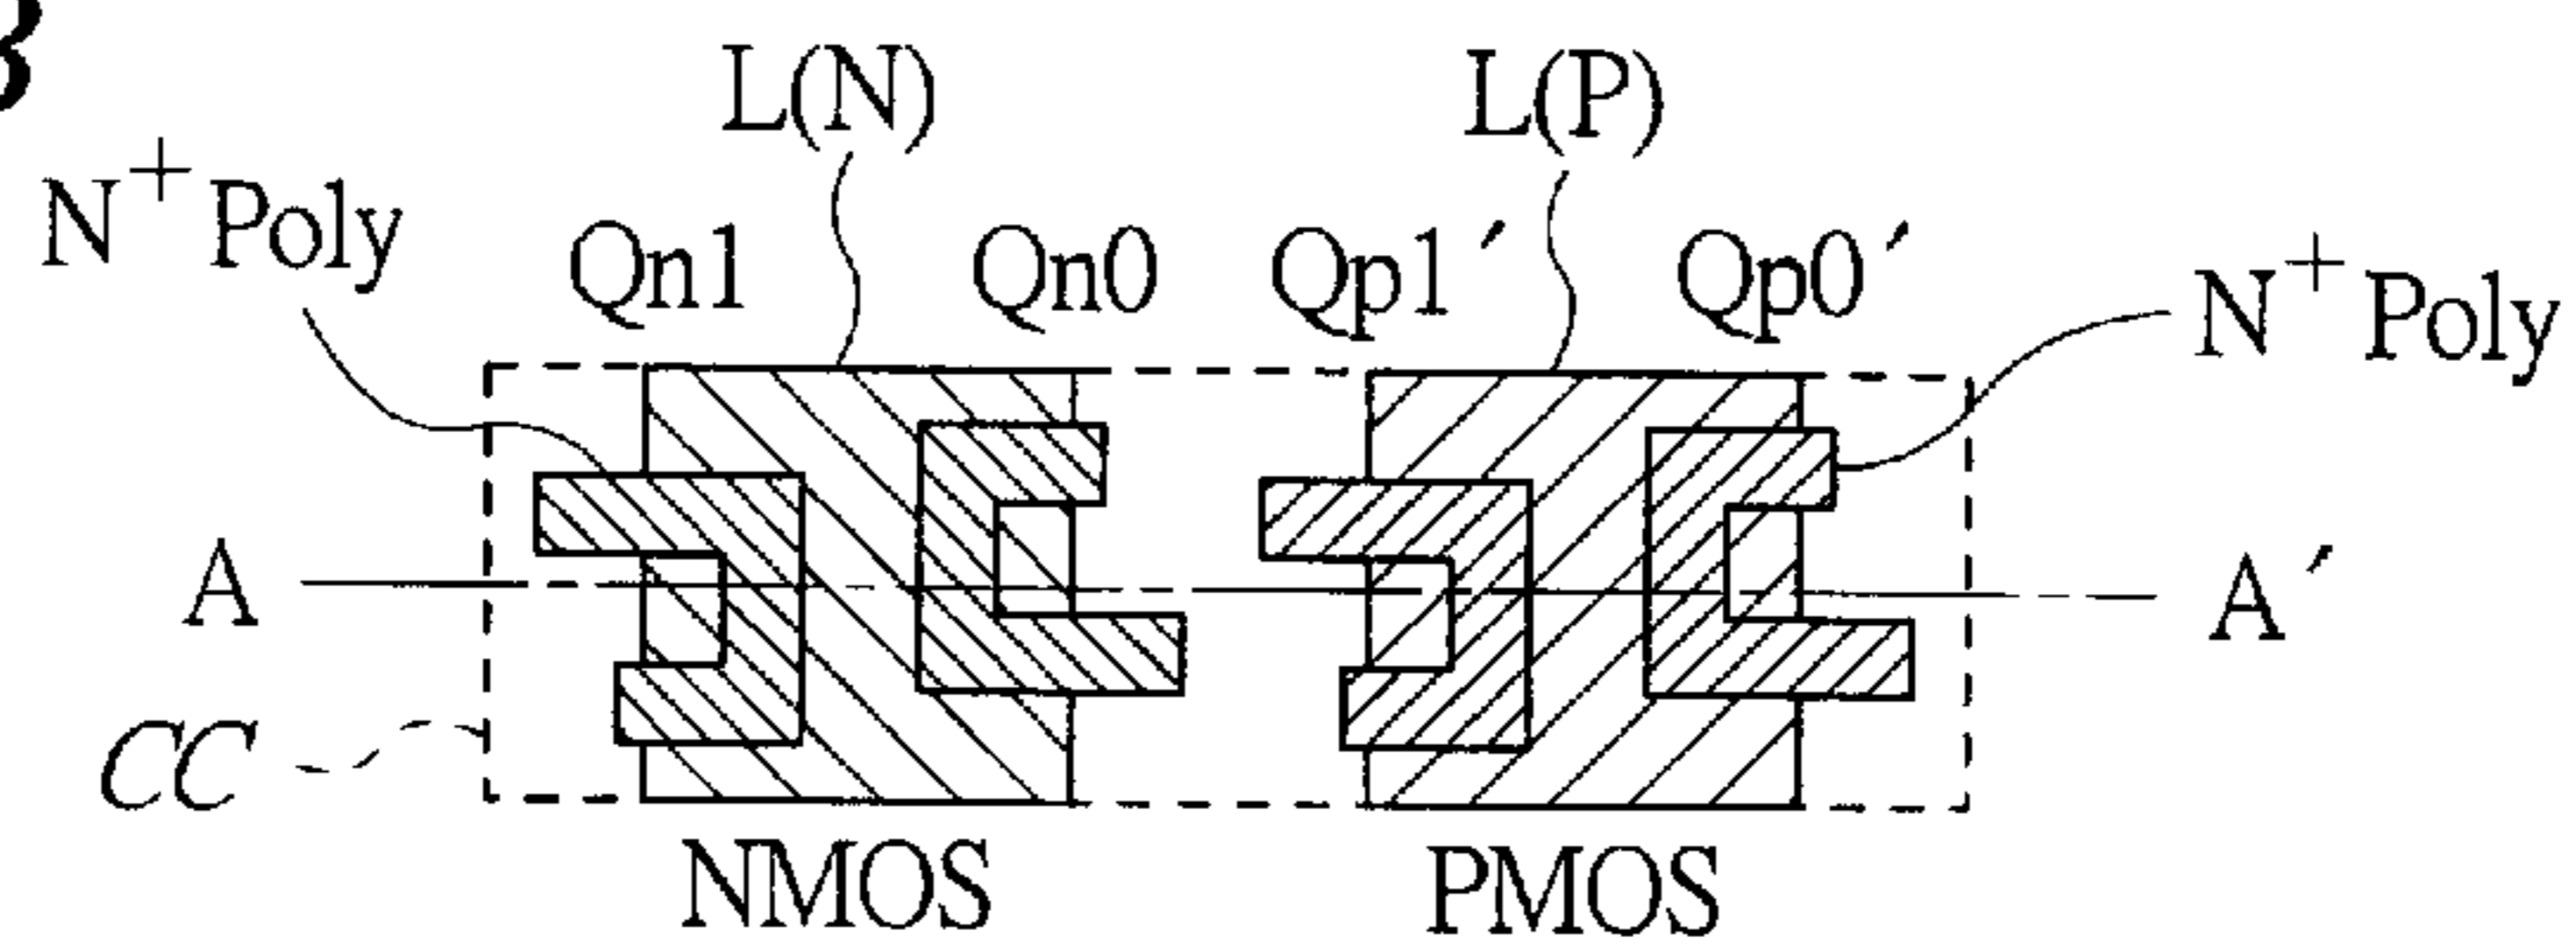 L(N) L(P)
N⁺Poly Qn1 Qn0 Qp1′ Qp0′ N⁺Poly
A A′
CC
NMOS PMOS